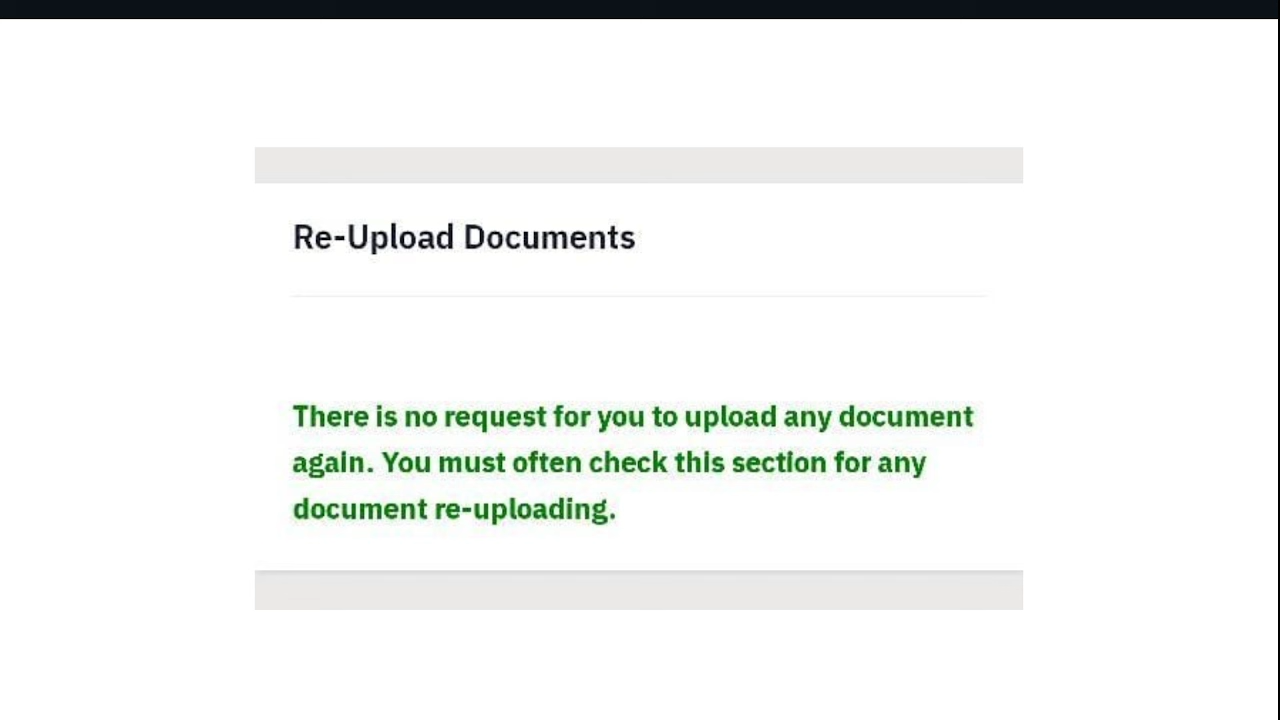 Re-Upload Documents
There is no request for you to upload any document
again. You must often check this section for any
document re-uploading.